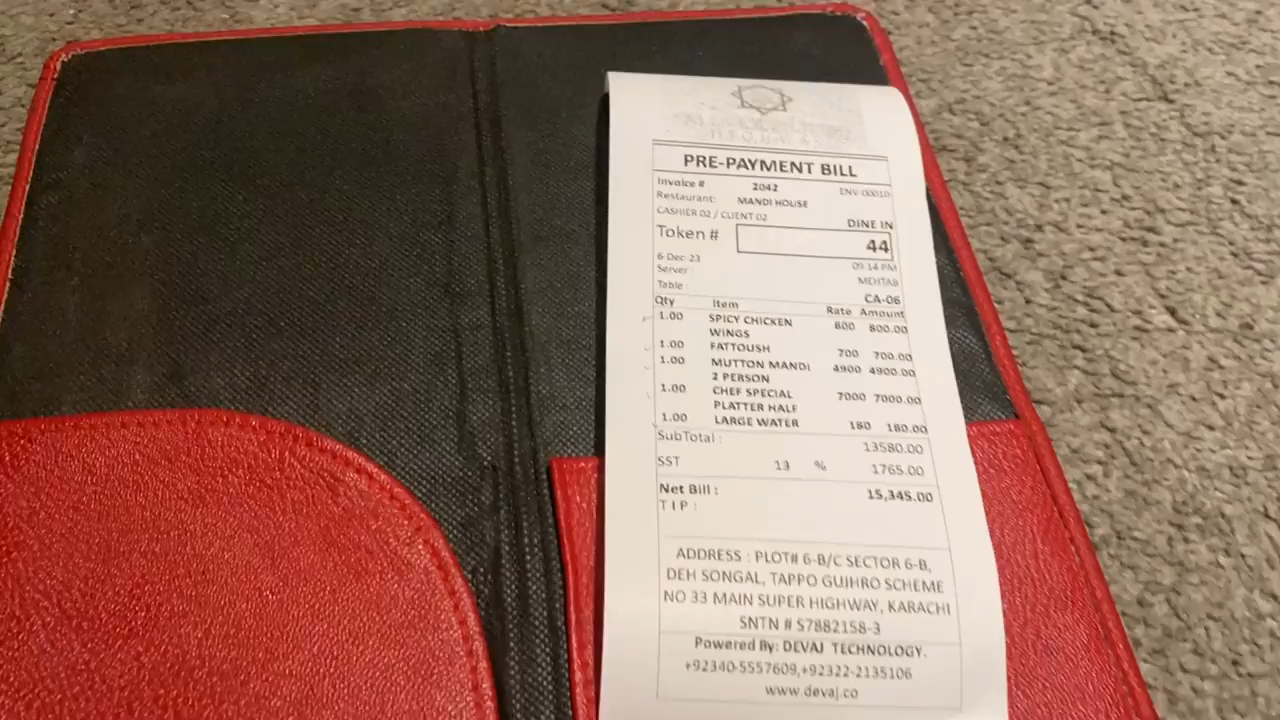 PRE-PAYMENT BILL
Invoice # 2042 ENV-00010
Restaurant: MANDI HOUSE
CASHIER 02 / CLIENT 02
DINE IN
Token # 44
6 Dec 23 09:14 PM
Server MEHTAB
Table : CA-06
Qty Item Rate Amount
1.00 SPICY CHICKEN 800 800.00
WINGS
1.00 FATTOUSH 700 700.00
1.00 MUTTON MANDI 4900 4900.00
2 PERSON
1.00 CHEF SPECIAL 7000 7000.00
PLATTER HALF
1.00 LARGE WATER 180 180.00
SubTotal : 13580.00
SST 13 % 1765.00
Net Bill : 15,345.00
TIP :
ADDRESS : PLOT# 6-B/C SECTOR 6-B,
DEH SONGAL, TAPPO GUJHRO SCHEME
NO 33 MAIN SUPER HIGHWAY, KARACHI
SNTN # S7882158-3
Powered By: DEVAJ TECHNOLOGY.
+92340-5557609,+92322-2135106
www.devaj.co